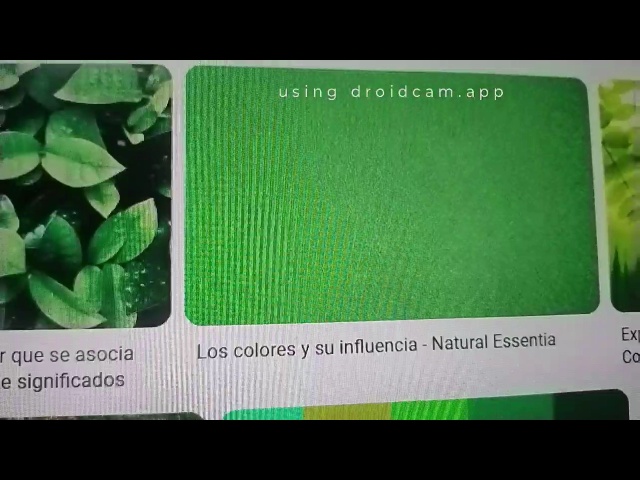 using droidcam.app
r que se asocia
e significados
Los colores y su influencia - Natural Essentia
Exp
Co